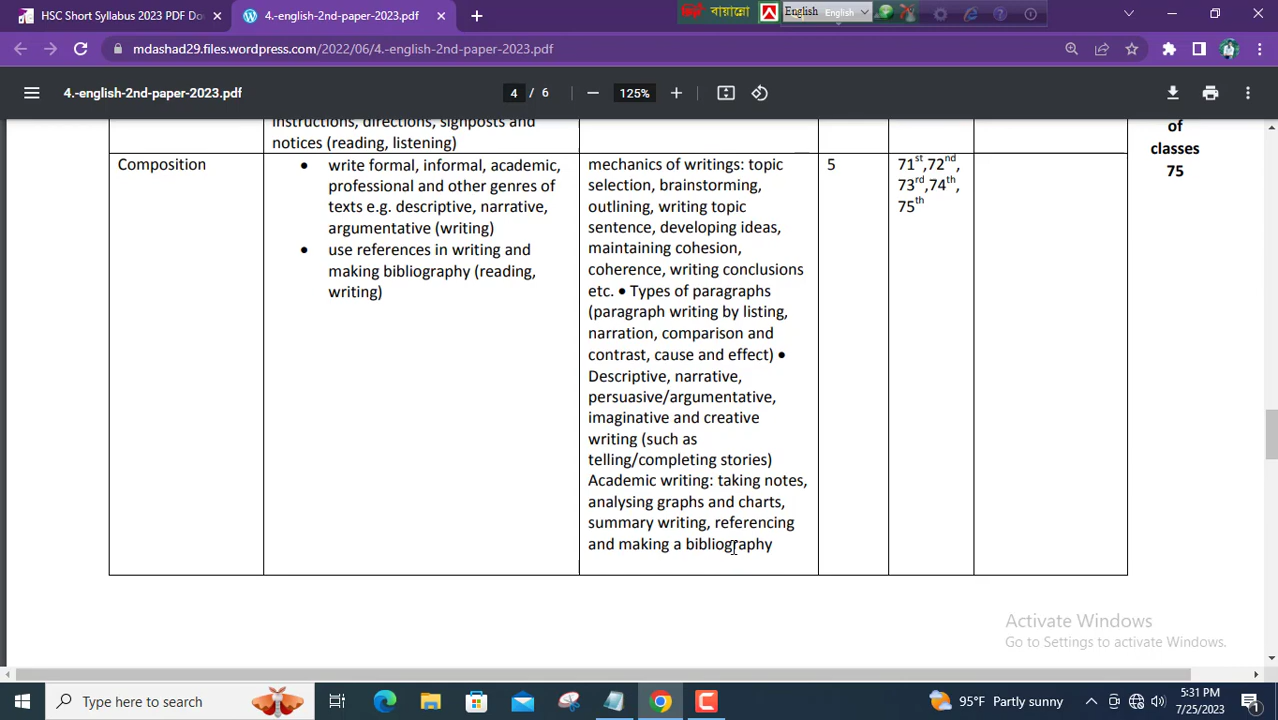 HSC Short Syllabus 2023 PDF Do
4.-english-2nd-paper-2023.pdf
বায়ান্নো
English
English
mdashad29.files.wordpress.com/2022/06/4.-english-2nd-paper-2023.pdf
4.-english-2nd-paper-2023.pdf
4 / 6
125%
instructions, directions, signposts and
notices (reading, listening)
of
classes
75
Composition
• write formal, informal, academic,
professional and other genres of
texts e.g. descriptive, narrative,
argumentative (writing)
• use references in writing and
making bibliography (reading,
writing)
mechanics of writings: topic
selection, brainstorming,
outlining, writing topic
sentence, developing ideas,
maintaining cohesion,
coherence, writing conclusions
etc. • Types of paragraphs
(paragraph writing by listing,
narration, comparison and
contrast, cause and effect) •
Descriptive, narrative,
persuasive/argumentative,
imaginative and creative
writing (such as
telling/completing stories)
Academic writing: taking notes,
analysing graphs and charts,
summary writing, referencing
and making a bibliography
5
71st,72nd,
73rd,74th,
75th
Activate Windows
Go to Settings to activate Windows.
Type here to search
95°F Partly sunny
5:31 PM
7/25/2023